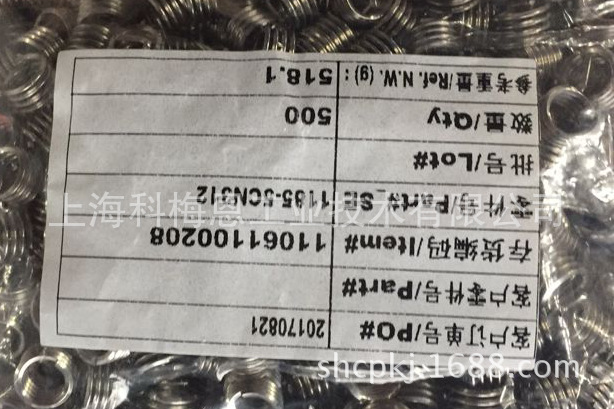 客户订单号/PO# 20170821
客户零件号/Part#
存货编码/Item# 11061100208
零件号/Part#_SE 1185-5CN312
批号/Lot#
数量/Qty 500
参考重量/Ref. N.W. (g): 518.1
上海科梅恩工业技术有限公司
shcpkj.1688.com